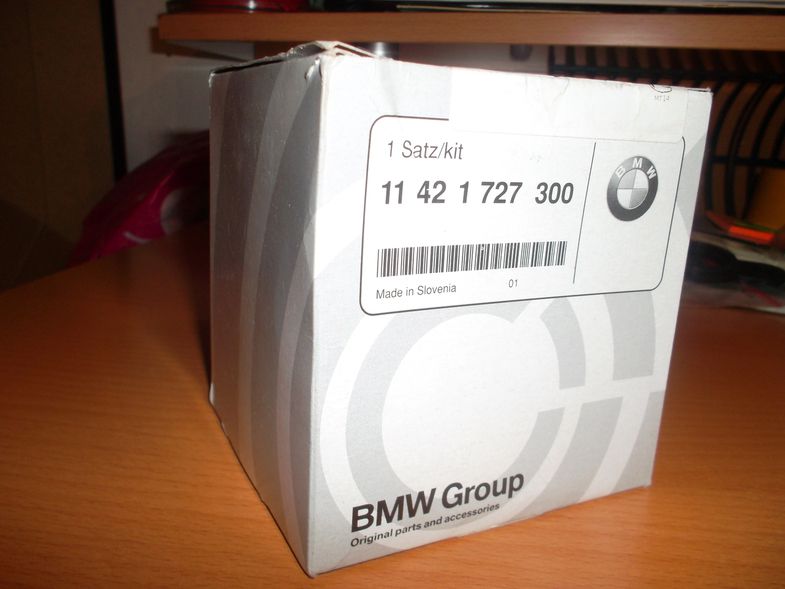 MT14
1 Satz/kit
11 42 1 727 300
BMW
Made in Slovenia
01
BMW Group
Original parts and accessories